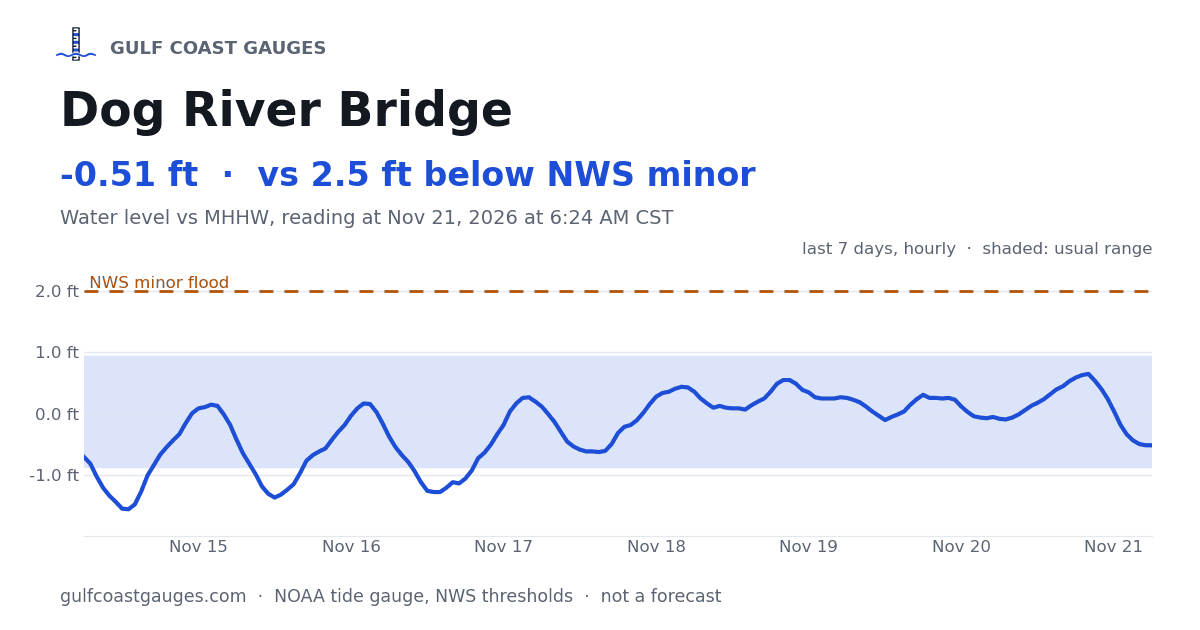 GULF COAST GAUGES
Dog River Bridge
-0.51 ft · vs 2.5 ft below NWS minor
Water level vs MHHW, reading at Nov 21, 2026 at 6:24 AM CST
last 7 days, hourly · shaded: usual range
NWS minor flood
2.0 ft
1.0 ft
0.0 ft
-1.0 ft
Nov 15 Nov 16 Nov 17 Nov 18 Nov 19 Nov 20 Nov 21
gulfcoastgauges.com · NOAA tide gauge, NWS thresholds · not a forecast